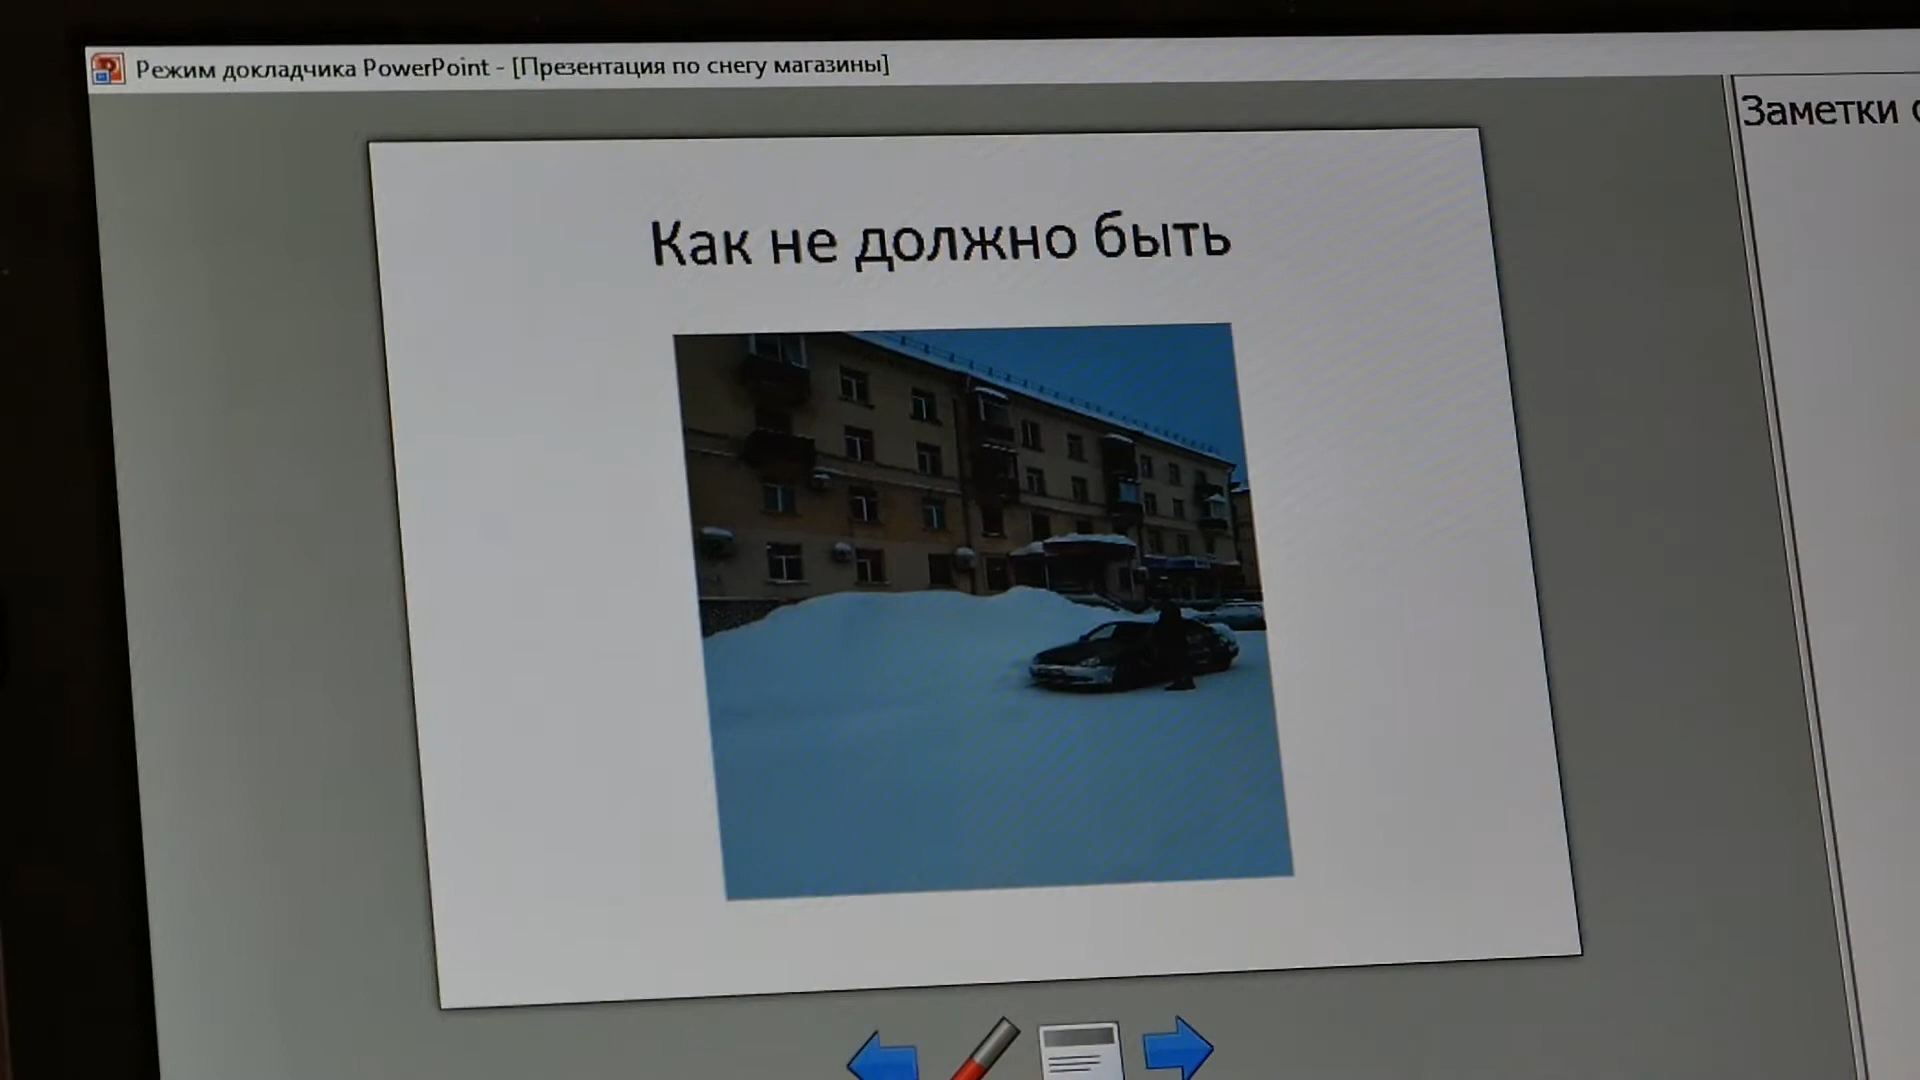 Режим докладчика PowerPoint - [Презентация по снегу магазины]
Заметки
Как не должно быть